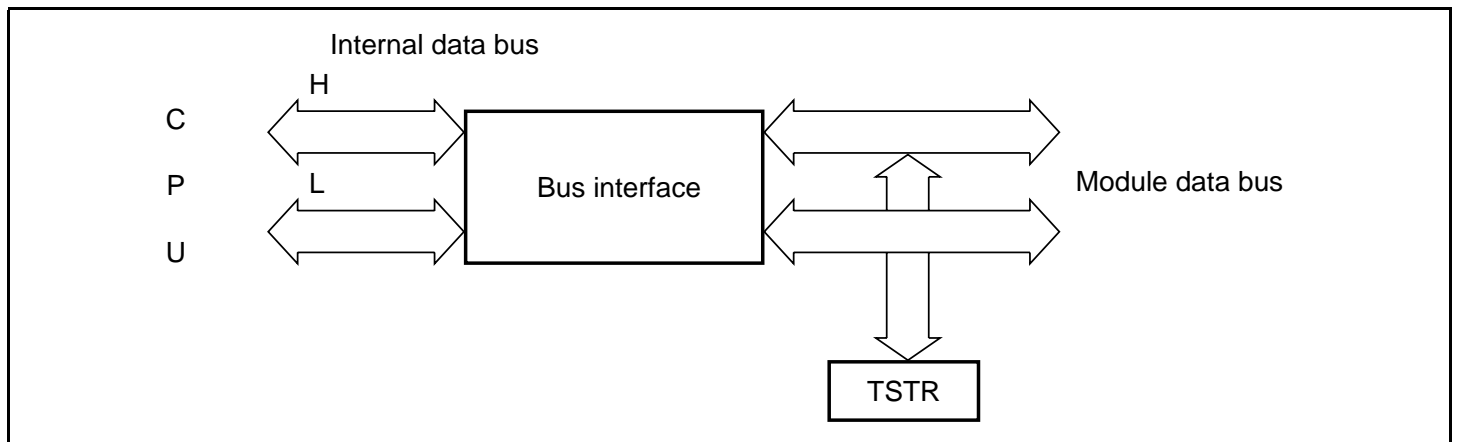 Internal data bus
H
C
P
U
L
Bus interface
Module data bus
TSTR